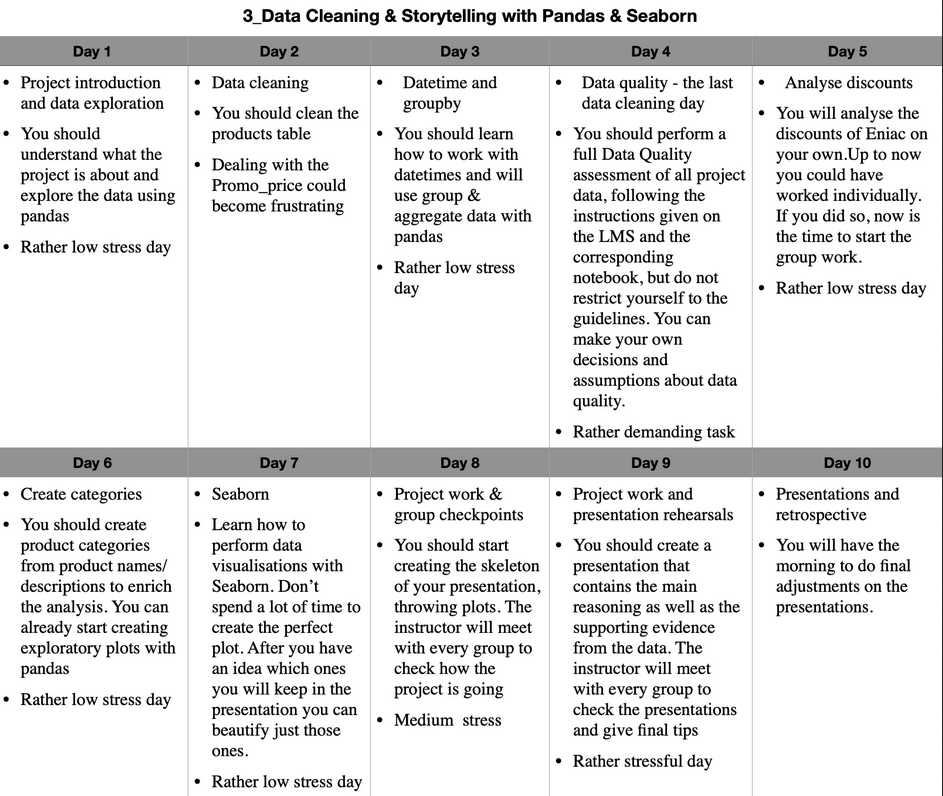 3_Data Cleaning & Storytelling with Pandas & Seaborn
Day 1
• Project introduction
and data exploration
• You should
understand what the
project is about and
explore the data using
pandas
• Rather low stress day
Day 2
• Data cleaning
• You should clean the
products table
• Dealing with the
Promo_price could
become frustrating
Day 3
• Datetime and
groupby
• You should learn
how to work with
datetimes and will
use group &
aggregate data with
pandas
• Rather low stress
day
Day 4
• Data quality - the last
data cleaning day
• You should perform a
full Data Quality
assessment of all project
data, following the
instructions given on
the LMS and the
corresponding
notebook, but do not
restrict yourself to the
guidelines. You can
make your own
decisions and
assumptions about data
quality.
• Rather demanding task
Day 5
• Analyse discounts
• You will analyse the
discounts of Eniac on
your own.Up to now
you could have
worked individually.
If you did so, now is
the time to start the
group work.
• Rather low stress day
Day 6
• Create categories
• You should create
product categories
from product names/
descriptions to enrich
the analysis. You can
already start creating
exploratory plots with
pandas
• Rather low stress day
Day 7
• Seaborn
• Learn how to
perform data
visualisations with
Seaborn. Don’t
spend a lot of time to
create the perfect
plot. After you have
an idea which ones
you will keep in the
presentation you can
beautify just those
ones.
• Rather low stress day
Day 8
• Project work &
group checkpoints
• You should start
creating the skeleton
of your presentation,
throwing plots. The
instructor will meet
with every group to
check how the
project is going
• Medium stress
Day 9
• Project work and
presentation rehearsals
• You should create a
presentation that
contains the main
reasoning as well as the
supporting evidence
from the data. The
instructor will meet
with every group to
check the presentations
and give final tips
• Rather stressful day
Day 10
• Presentations and
retrospective
• You will have the
morning to do final
adjustments on the
presentations.